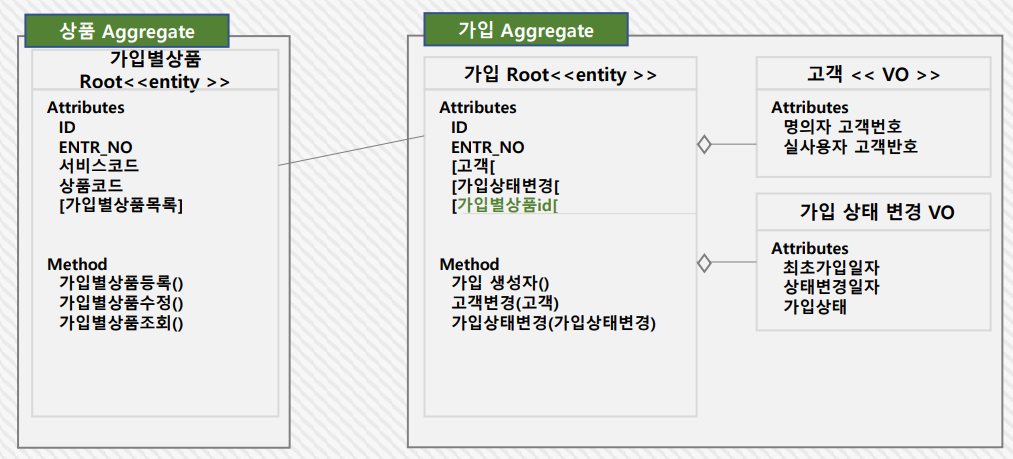 상품 Aggregate
가입별상품
Root<<entity >>
Attributes
ID
ENTR_NO
서비스코드
상품코드
[가입별상품목록]
Method
가입별상품등록()
가입별상품수정()
가입별상품조회()
가입 Aggregate
가입 Root<<entity >>
Attributes
ID
ENTR_NO
[고객[
[가입상태변경[
[가입별상품id[
Method
가입 생성자()
고객변경(고객)
가입상태변경(가입상태변경)
고객 << VO >>
Attributes
명의자 고객번호
실사용자 고객반호
가입 상태 변경 VO
Attributes
최초가입일자
상태변경일자
가입상태